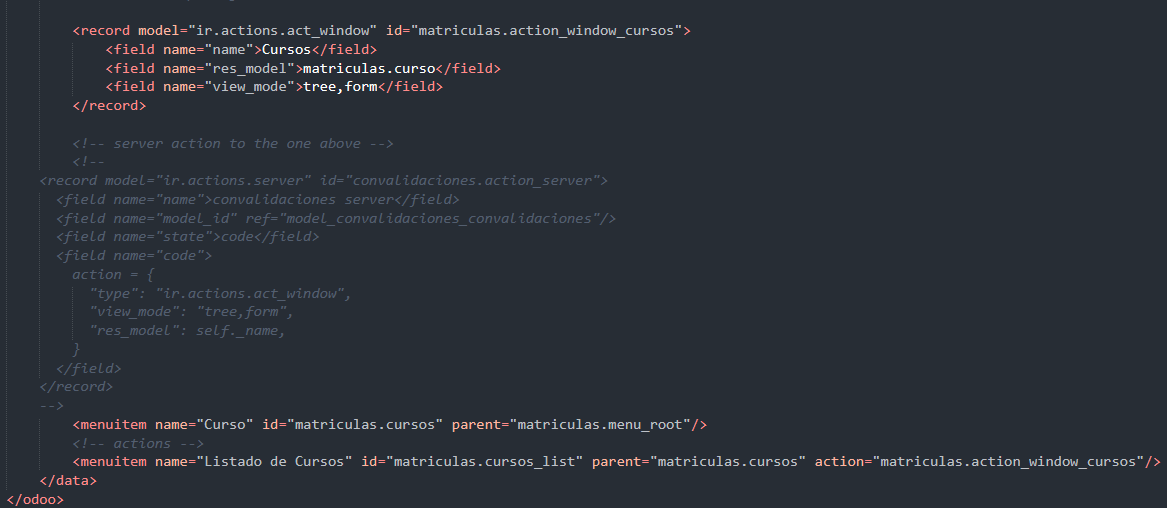 <record model="ir.actions.act_window" id="matriculas.action_window_cursos">
<field name="name">Cursos</field>
<field name="res_model">matriculas.curso</field>
<field name="view_mode">tree,form</field>
</record>
<!-- server action to the one above -->
<!--
<record model="ir.actions.server" id="convalidaciones.action_server">
<field name="name">convalidaciones server</field>
<field name="model_id" ref="model_convalidaciones_convalidaciones"/>
<field name="state">code</field>
<field name="code">
action = {
"type": "ir.actions.act_window",
"view_mode": "tree,form",
"res_model": self._name,
}
</field>
</record>
-->
<menuitem name="Curso" id="matriculas.cursos" parent="matriculas.menu_root"/>
<!-- actions -->
<menuitem name="Listado de Cursos" id="matriculas.cursos_list" parent="matriculas.cursos" action="matriculas.action_window_cursos"/>
</data>
</odoo>